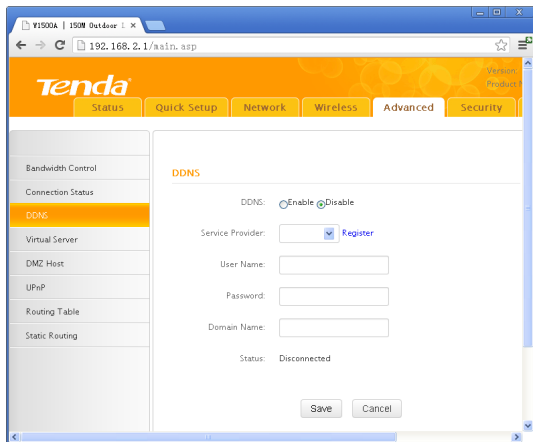 W1500A | 150M Outdoor
192.168.2.1/main.asp
Tenda
Version:
Product
Status Quick Setup Network Wireless Advanced Security
Bandwidth Control
Connection Status
DDNS
Virtual Server
DMZ Host
UPnP
Routing Table
Static Routing
DDNS
DDNS: Enable Disable
Service Provider: Register
User Name:
Password:
Domain Name:
Status: Disconnected
Save Cancel